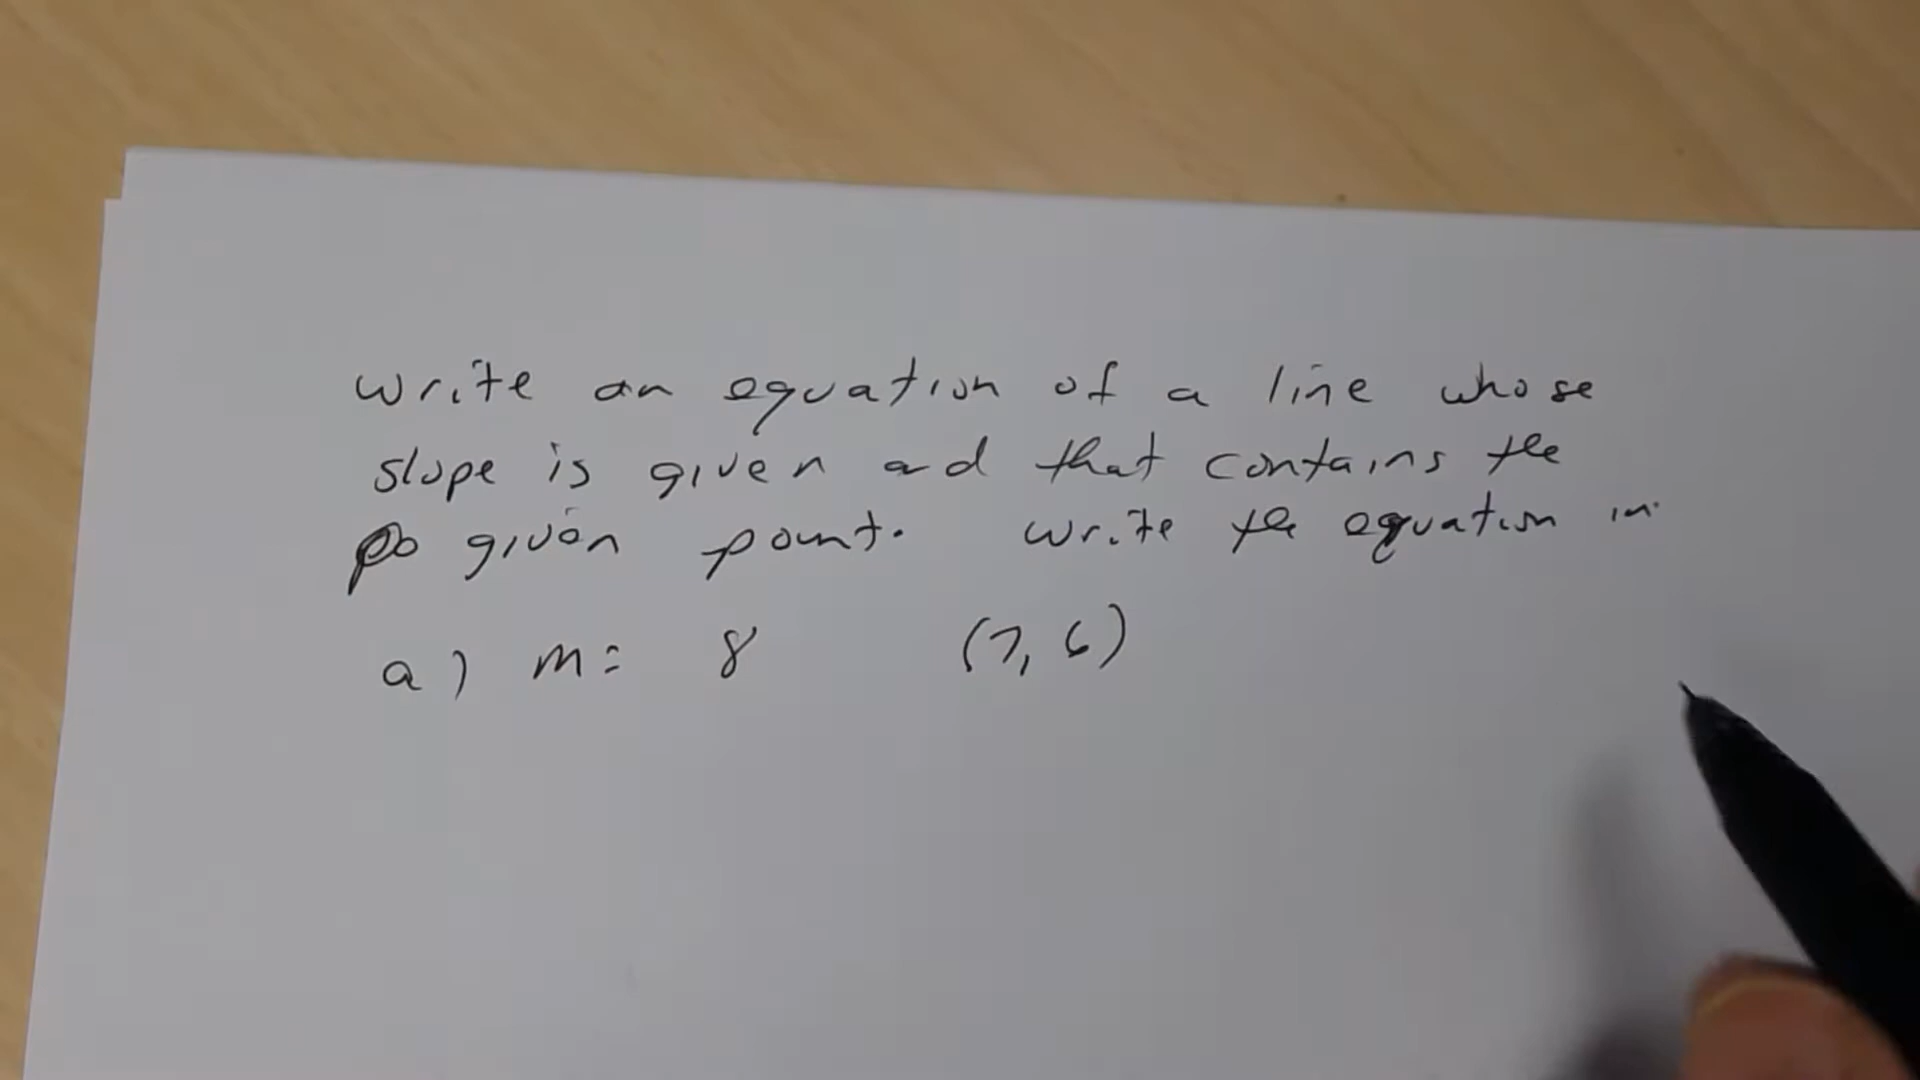 write an equation of a line whose
slope is given and that contains the
given point. write the equation in
a) m= 8 (7, 6)